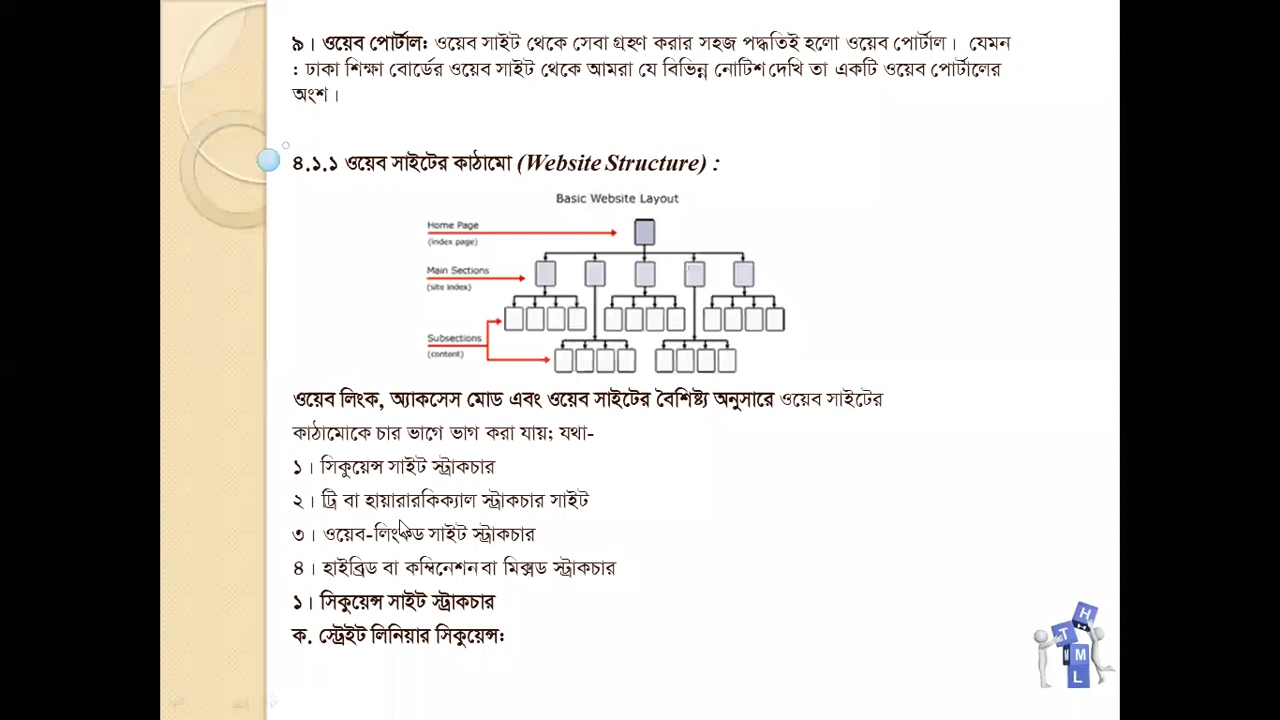 ৯। ওয়েব পোর্টাল: ওয়েব সাইট থেকে সেবা গ্রহণ করার সহজ পদ্ধতিই হলো ওয়েব পোর্টাল। যেমন
: ঢাকা শিক্ষা বোর্ডের ওয়েব সাইট থেকে আমরা যে বিভিন্ন নোটিশ দেখি তা একটি ওয়েব পোর্টালের
অংশ।
৪.১.১ ওয়েব সাইটের কাঠামো (Website Structure) :
Basic Website Layout
Home Page
(index page)
Main Sections
(site index)
Subsections
(content)
ওয়েব লিংক, অ্যাকসেস মোড এবং ওয়েব সাইটের বৈশিষ্ট্য অনুসারে ওয়েব সাইটের
কাঠামোকে চার ভাগে ভাগ করা যায়; যথা-
১। সিকুয়েন্স সাইট স্ট্রাকচার
২। ট্রি বা হায়ারারকিক্যাল স্ট্রাকচার সাইট
৩। ওয়েব-লিংকড সাইট স্ট্রাকচার
৪। হাইব্রিড বা কম্বিনেশন বা মিক্সড স্ট্রাকচার
১। সিকুয়েন্স সাইট স্ট্রাকচার
ক. স্ট্রেইট লিনিয়ার সিকুয়েন্স:
H
T
M
M
L